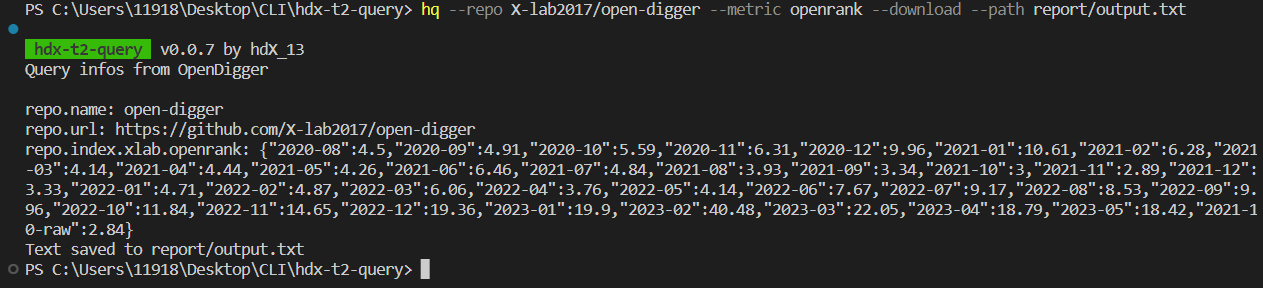 PS C:\Users\11918\Desktop\CLI\hdx-t2-query> hq --repo X-lab2017/open-digger --metric openrank --download --path report/output.txt
hdx-t2-query v0.0.7 by hdX_13
Query infos from OpenDigger
repo.name: open-digger
repo.url: https://github.com/X-lab2017/open-digger
repo.index.xlab.openrank: {"2020-08":4.5,"2020-09":4.91,"2020-10":5.59,"2020-11":6.31,"2020-12":9.96,"2021-01":10.61,"2021-02":6.28,"2021
-03":4.14,"2021-04":4.44,"2021-05":4.26,"2021-06":6.46,"2021-07":4.84,"2021-08":3.93,"2021-09":3.34,"2021-10":3,"2021-11":2.89,"2021-12":
3.33,"2022-01":4.71,"2022-02":4.87,"2022-03":6.06,"2022-04":3.76,"2022-05":4.14,"2022-06":7.67,"2022-07":9.17,"2022-08":8.53,"2022-09":9.
96,"2022-10":11.84,"2022-11":14.65,"2022-12":19.36,"2023-01":19.9,"2023-02":40.48,"2023-03":22.05,"2023-04":18.79,"2023-05":18.42,"2021-1
0-raw":2.84}
Text saved to report/output.txt
PS C:\Users\11918\Desktop\CLI\hdx-t2-query>